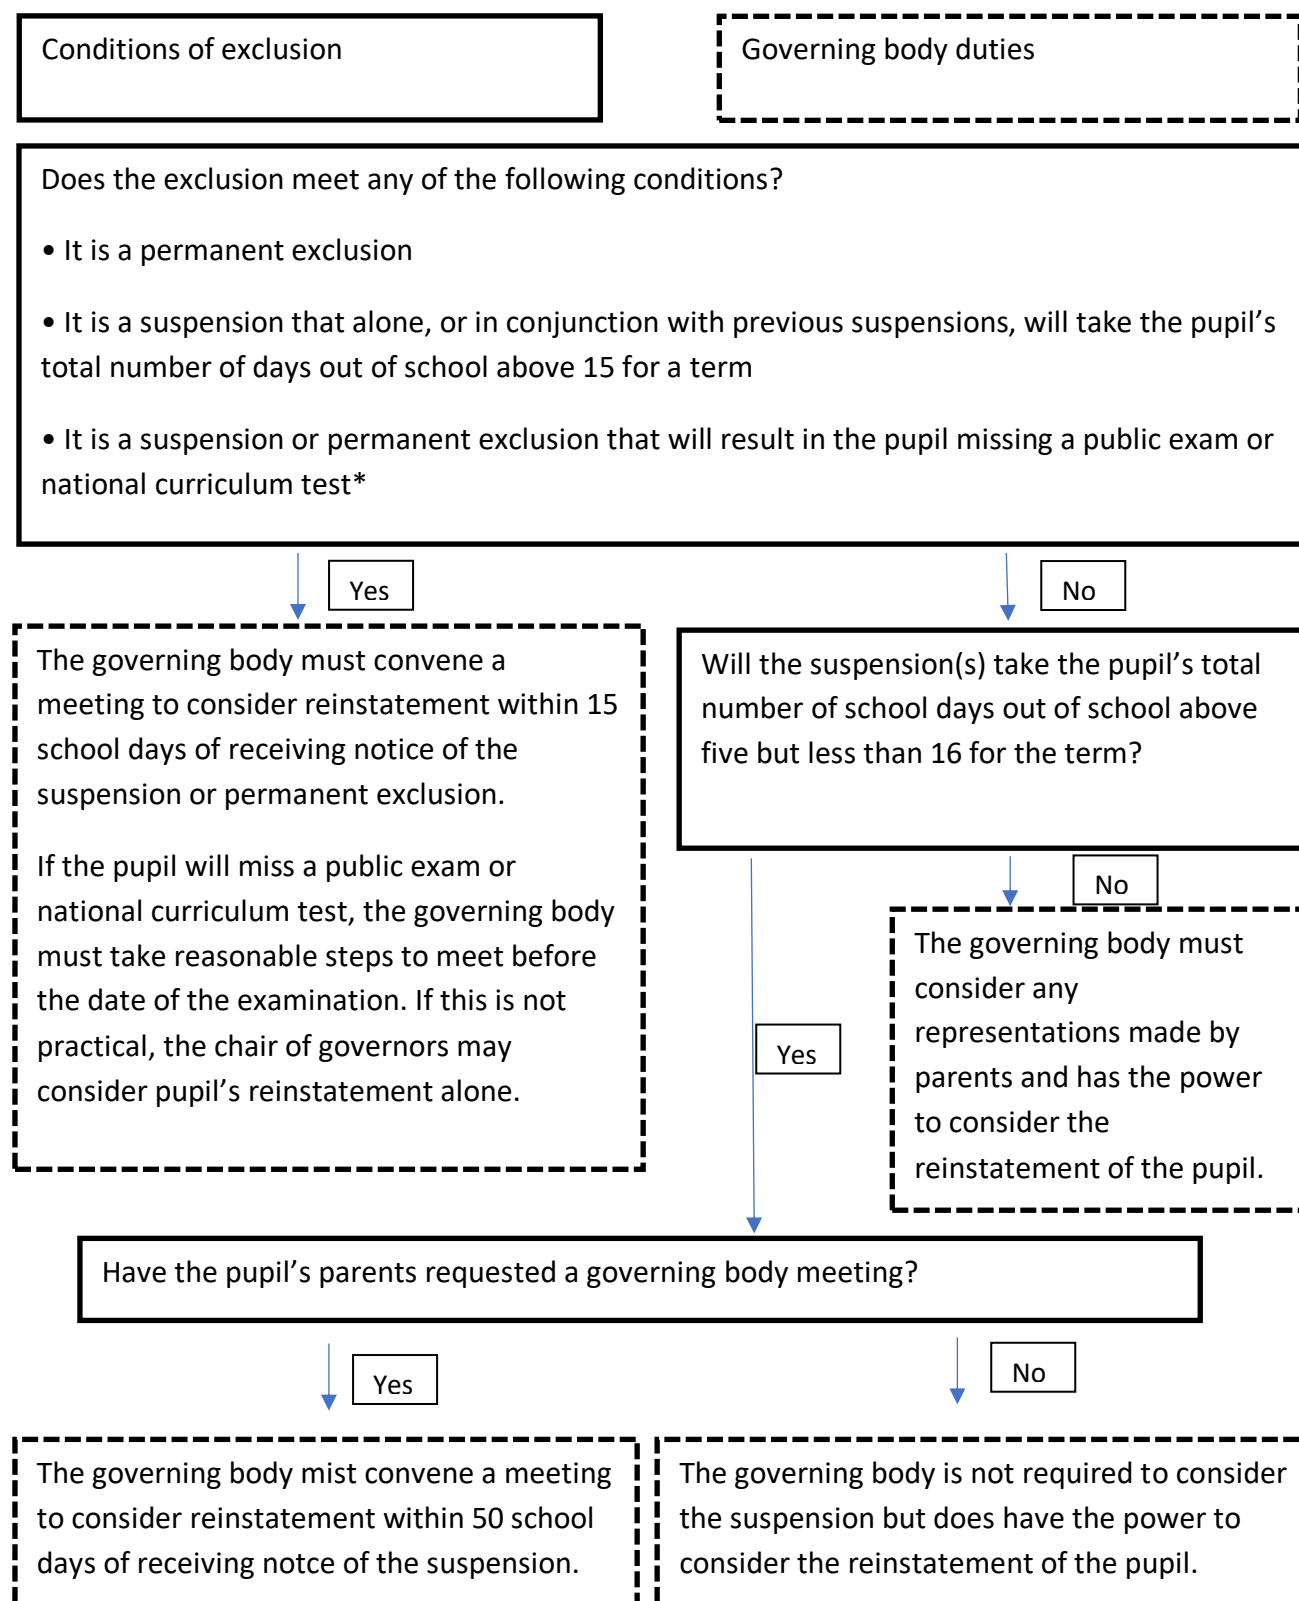 Conditions of exclusion
Governing body duties
Does the exclusion meet any of the following conditions?
• It is a permanent exclusion
• It is a suspension that alone, or in conjunction with previous suspensions, will take the pupil’s
total number of days out of school above 15 for a term
• It is a suspension or permanent exclusion that will result in the pupil missing a public exam or
national curriculum test*
Yes
No
The governing body must convene a
meeting to consider reinstatement within 15
school days of receiving notice of the
suspension or permanent exclusion.
If the pupil will miss a public exam or
national curriculum test, the governing body
must take reasonable steps to meet before
the date of the examination. If this is not
practical, the chair of governors may
consider pupil’s reinstatement alone.
Will the suspension(s) take the pupil’s total
number of school days out of school above
five but less than 16 for the term?
No
The governing body must
consider any
representations made by
parents and has the power
to consider the
reinstatement of the pupil.
Yes
Have the pupil’s parents requested a governing body meeting?
Yes
No
The governing body mist convene a meeting
to consider reinstatement within 50 school
days of receiving notce of the suspension.
The governing body is not required to consider
the suspension but does have the power to
consider the reinstatement of the pupil.